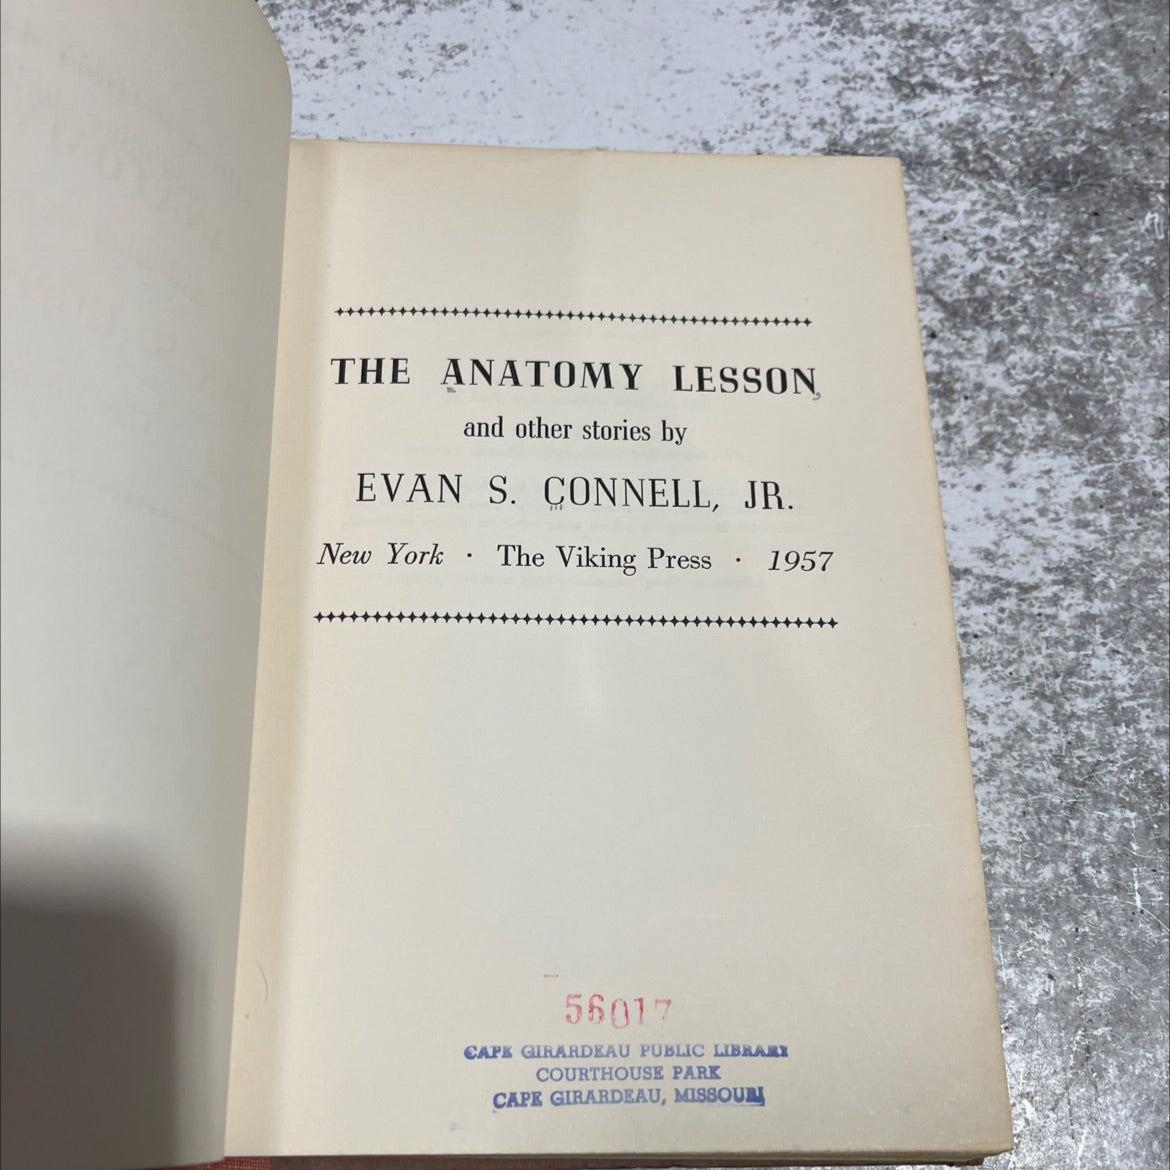 THE ANATOMY LESSON
and other stories by
EVAN S. CONNELL, JR.
New York · The Viking Press · 1957
56017
CAPE GIRARDEAU PUBLIC LIBRARY
COURTHOUSE PARK
CAPE GIRARDEAU, MISSOURI